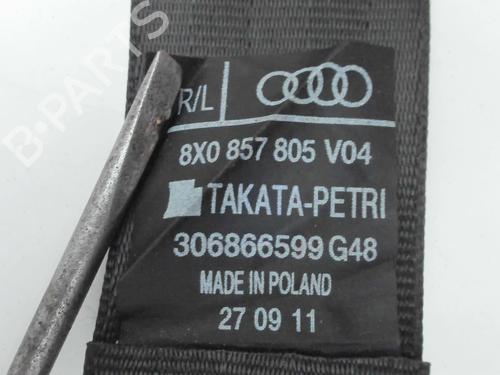 R/L
8X0 857 805 V04
TAKATA-PETRI
306866599 G48
MADE IN POLAND
27 09 11
B-PARTS